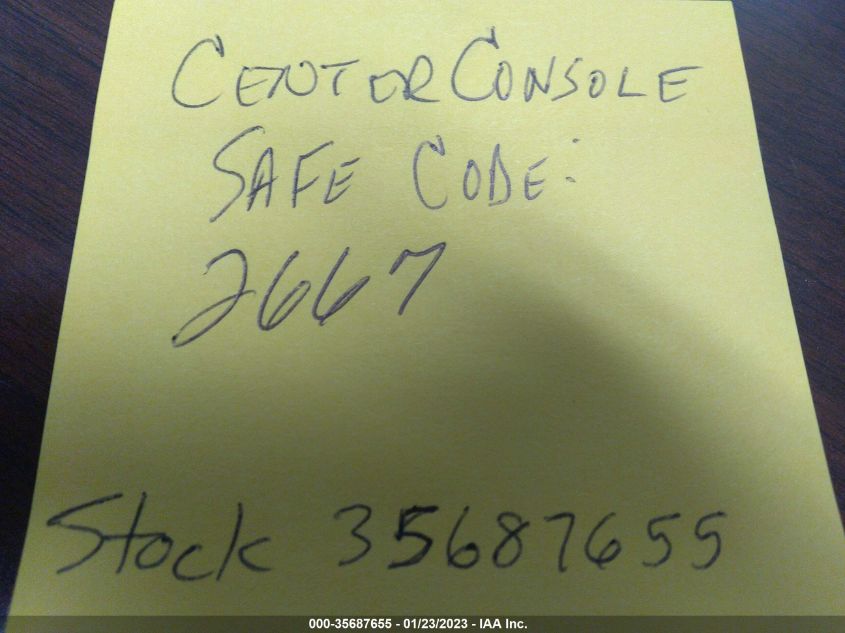 CENTER CONSOLE
SAFE CODE:
2667
Stock 35687655
000-35687655 - 01/23/2023 - IAA Inc.